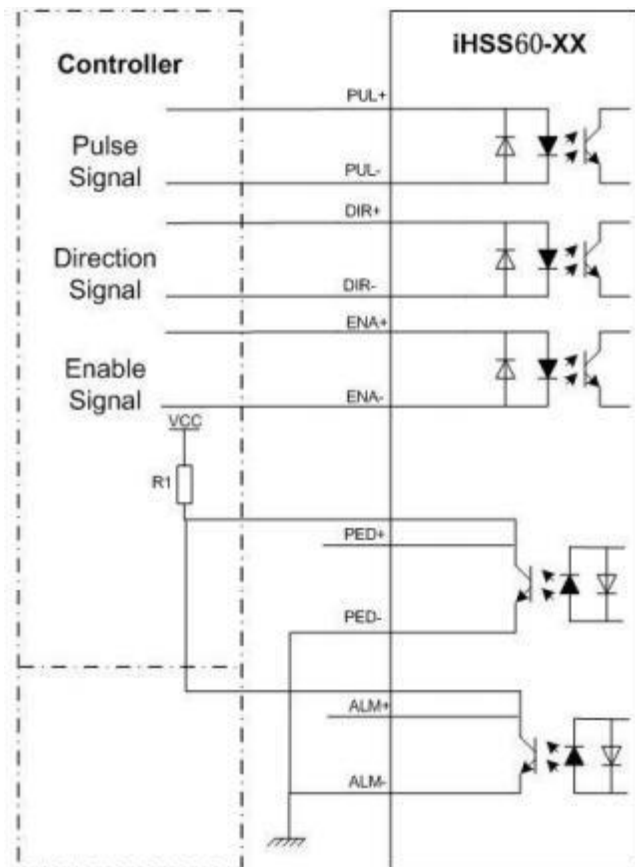 Controller
iHSS60-XX
PUL+
Pulse
Signal
PUL-
DIR+
Direction
Signal
DIR-
ENA+
Enable
Signal
ENA-
VCC
R1
PED+
PED-
ALM+
ALM-